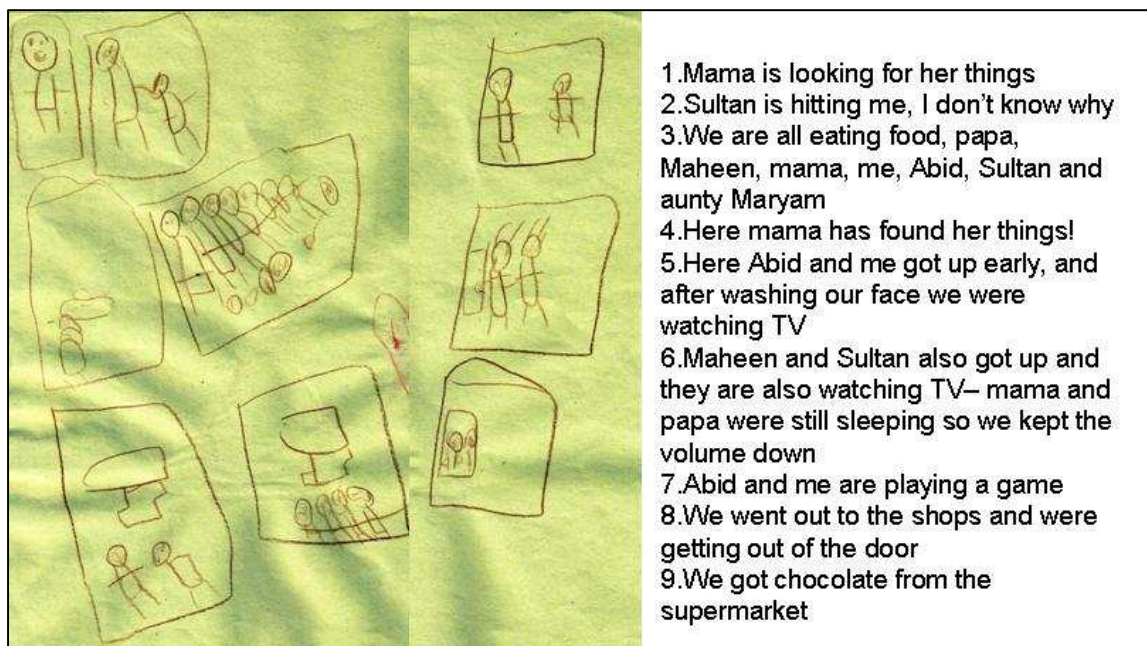 1.Mama is looking for her things
2.Sultan is hitting me, I don’t know why
3.We are all eating food, papa,
Maheen, mama, me, Abid, Sultan and
aunty Maryam
4.Here mama has found her things!
5.Here Abid and me got up early, and
after washing our face we were
watching TV
6.Maheen and Sultan also got up and
they are also watching TV– mama and
papa were still sleeping so we kept the
volume down
7.Abid and me are playing a game
8.We went out to the shops and were
getting out of the door
9.We got chocolate from the
supermarket